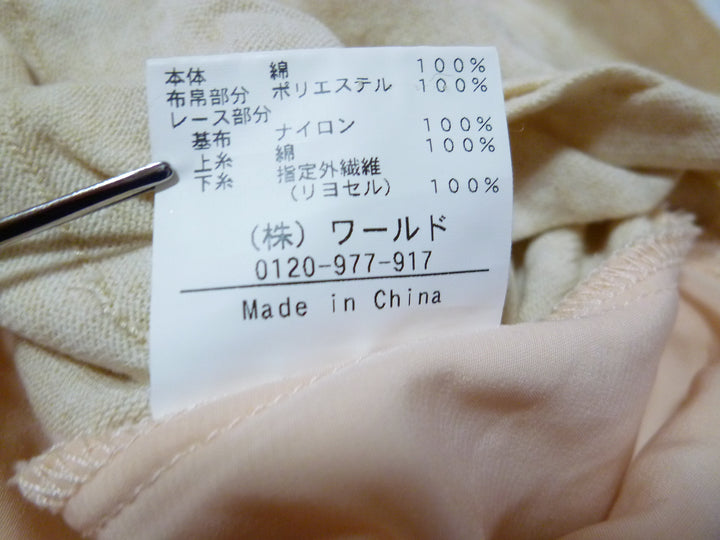 本体 綿 １００％
布帛部分 ポリエステル １００％
レース部分
基布 ナイロン １００％
上糸 綿 １００％
下糸 指定外繊維
（リヨセル） １００％
（株）ワールド
0120-977-917
Made in China